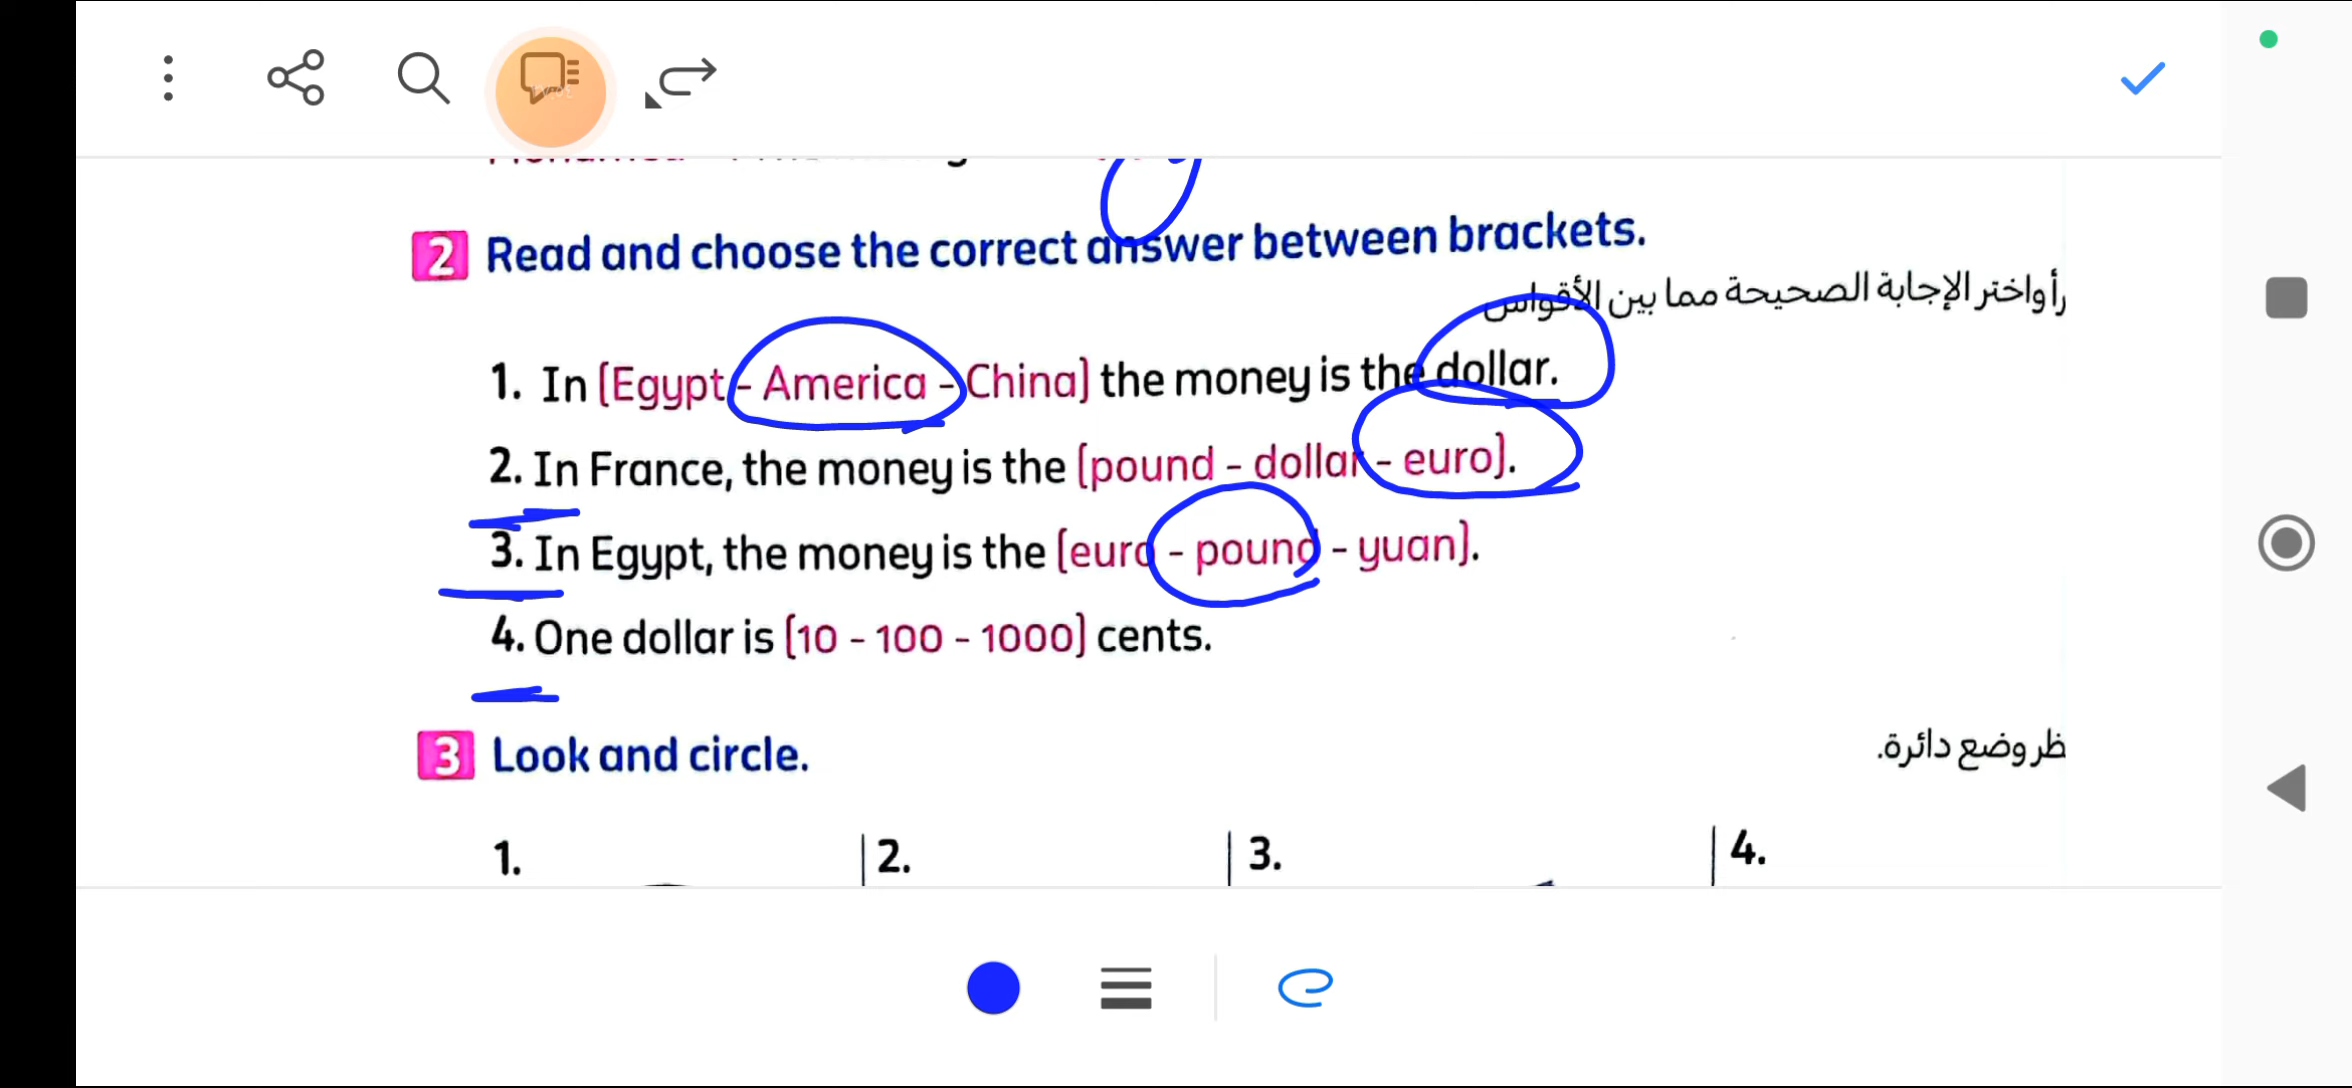 2 Read and choose the correct answer between brackets.
رأ واختر الإجابة الصحيحة مما بين الأقواس
1. In (Egypt - America - China) the money is the dollar.
2. In France, the money is the (pound - dollar - euro).
3. In Egypt, the money is the (euro - pound - yuan).
4. One dollar is (10 - 100 - 1000) cents.
3 Look and circle.
ظر وضع دائرة.
1. 2. 3. 4.